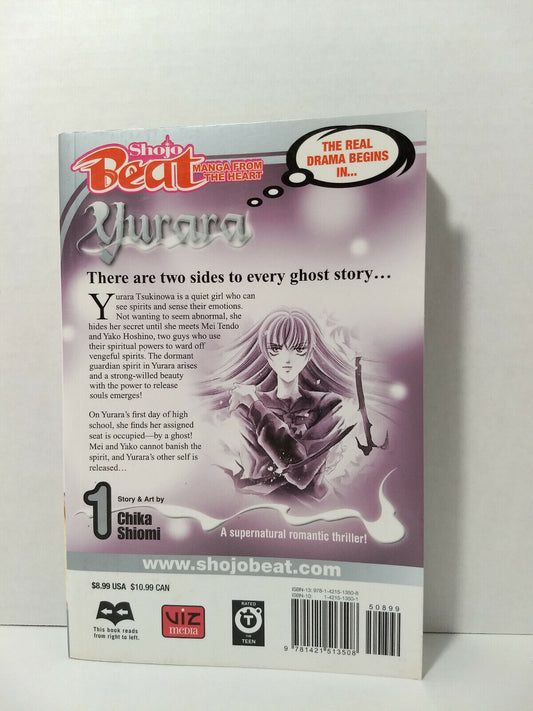 Shojo
Beat
MANGA FROM
THE HEART
THE REAL
DRAMA BEGINS
IN...
Yurara
There are two sides to every ghost story…
Yurara Tsukinowa is a quiet girl who can
see spirits and sense their emotions.
Not wanting to seem abnormal, she
hides her secret until she meets Mei Tendo
and Yako Hoshino, two guys who use
their spiritual powers to ward off
vengeful spirits. The dormant
guardian spirit in Yurara arises
and a strong-willed beauty
with the power to release
souls emerges!
On Yurara's first day of high
school, she finds her assigned
seat is occupied—by a ghost!
Mei and Yako cannot banish the
spirit, and Yurara's other self is
released…
1
Story & Art by
Chika
Shiomi
A supernatural romantic thriller!
www.shojobeat.com
$8.99 USA $10.99 CAN
This book reads
from right to left.
VIZ
media
RATED
T
FOR
TEEN
ISBN-13: 978-1-4215-1350-8
ISBN-10: 1-4215-1350-1
50899
9 781421 513508